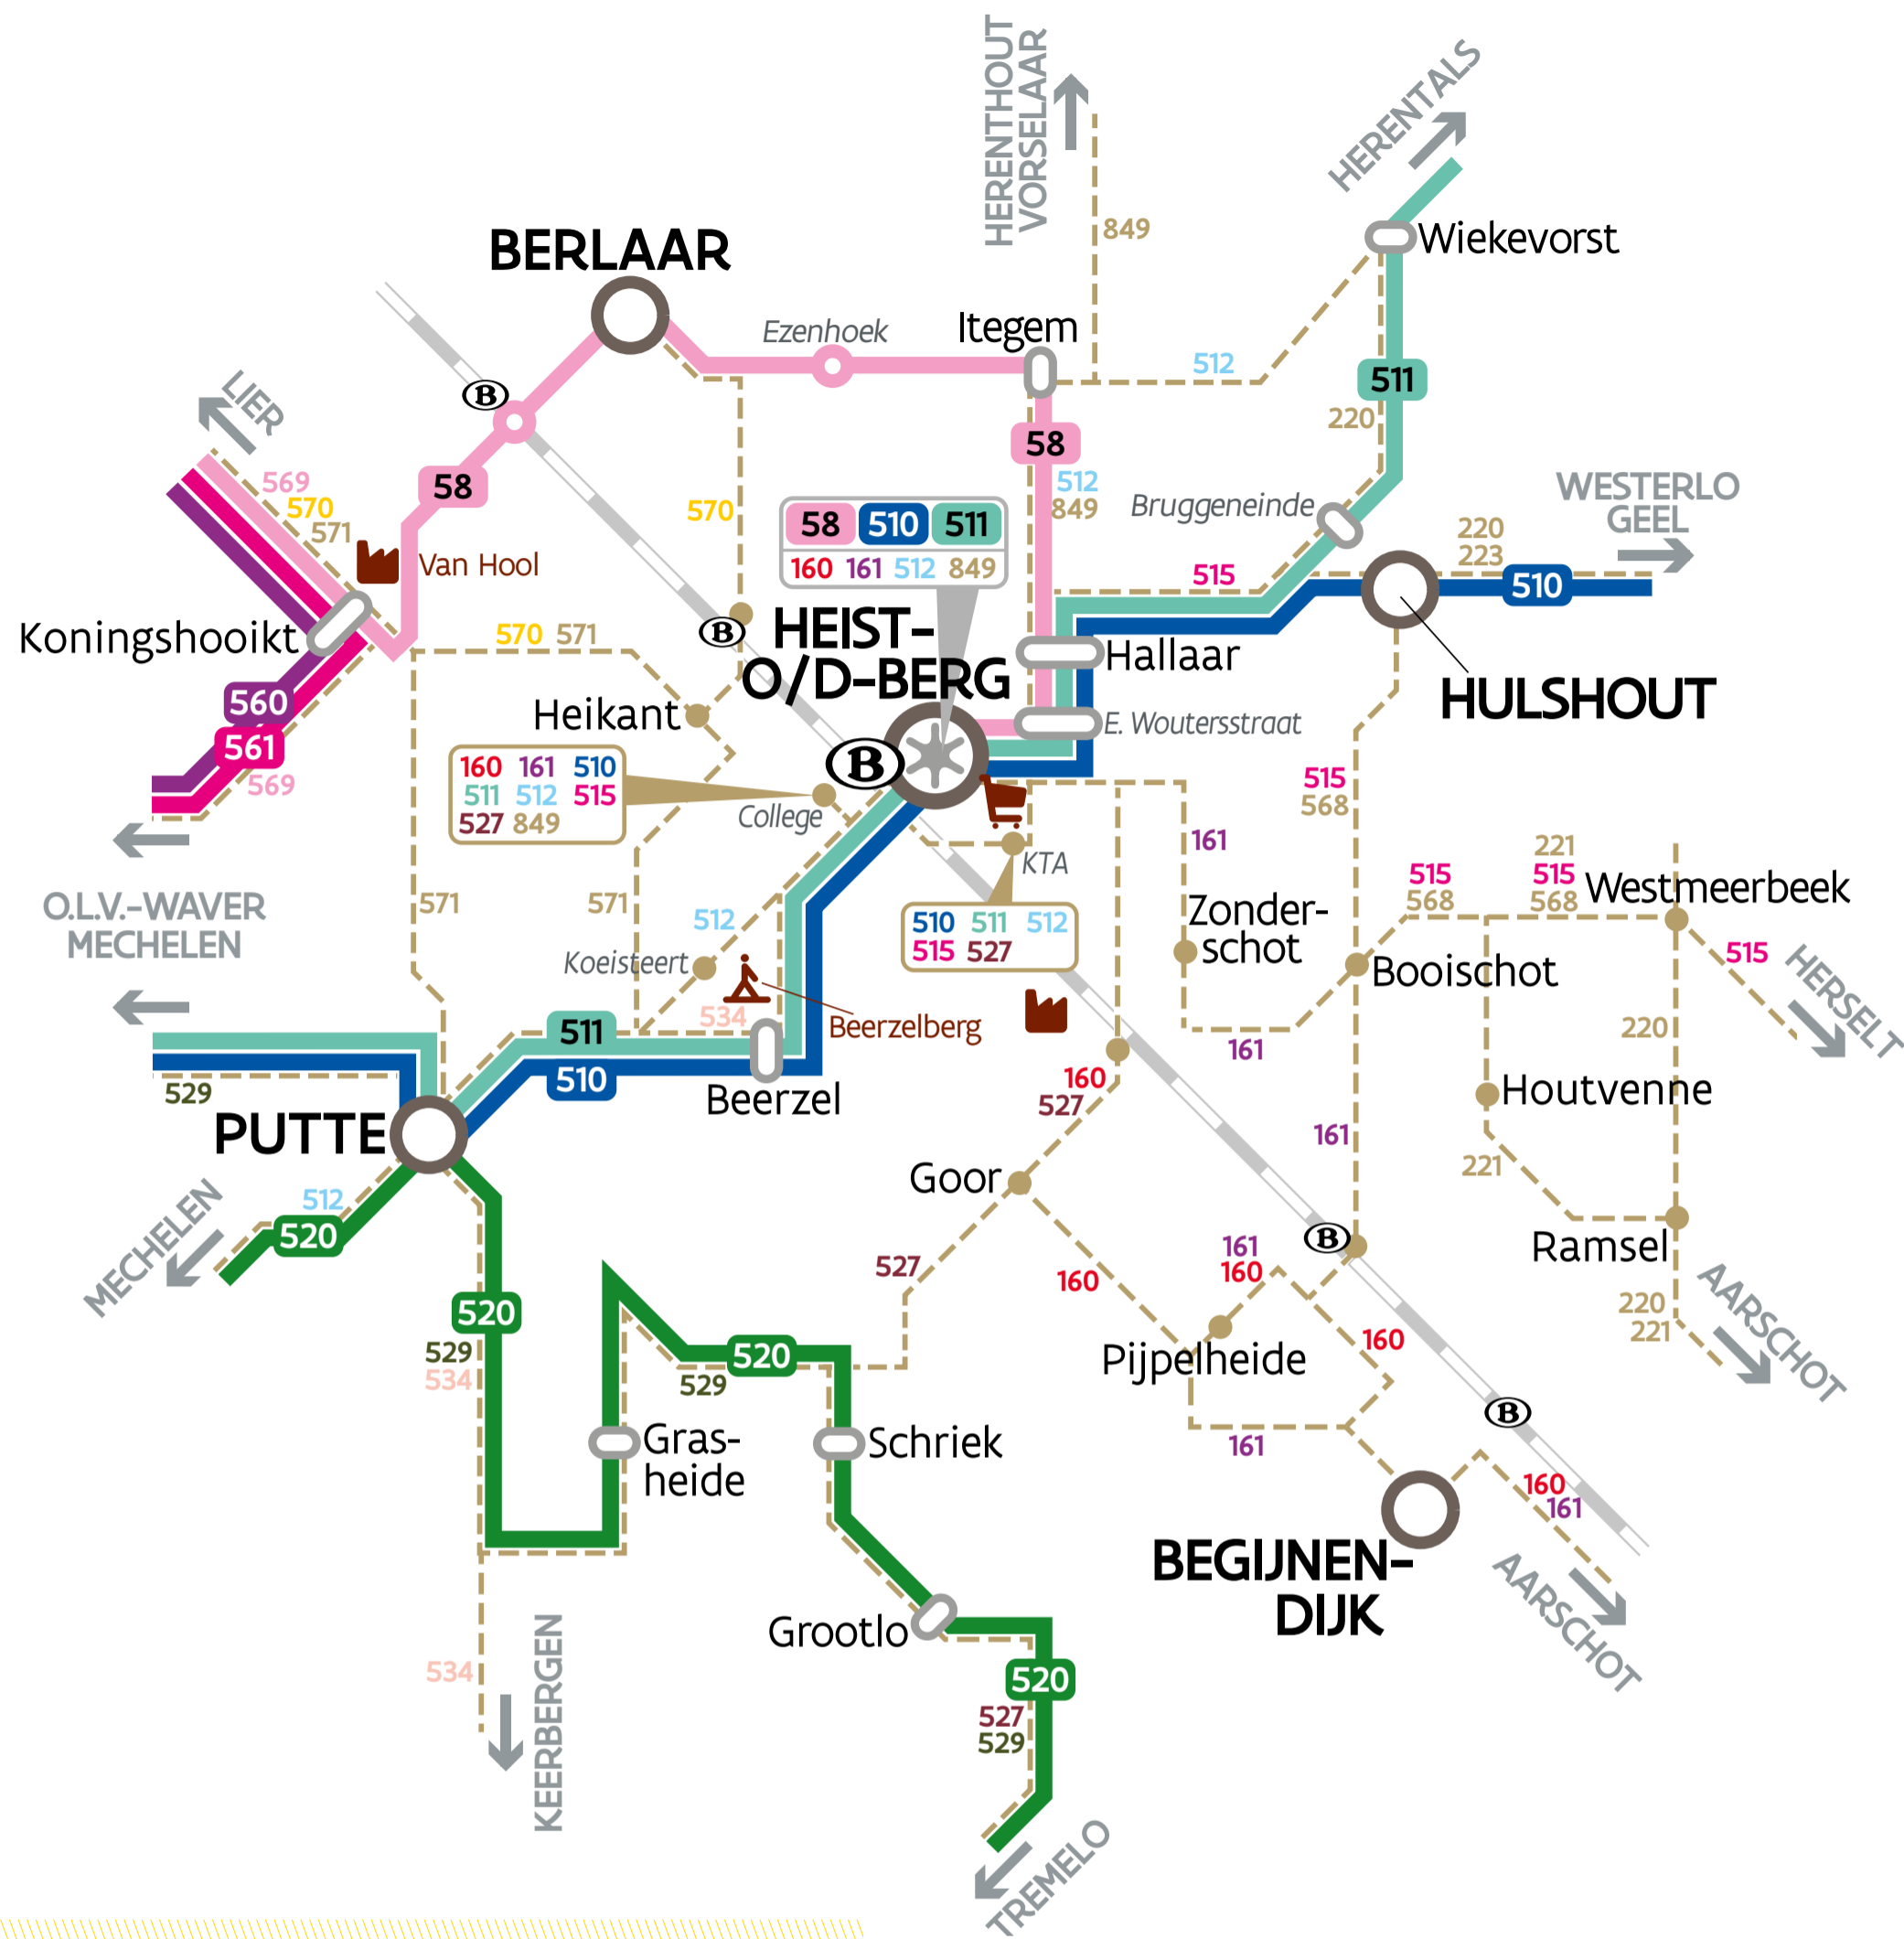 HERENTHOUT
VORSELAAR
HERENTALS
849
Wiekevorst
BERLAAR
Ezenhoek
Itegem
512
511
220
B
LIER
58
58
569
570
571
Van Hool
570
58 510 511
160 161 512 849
512
849
Bruggeneinde
515
WESTERLO
GEEL
220
223
510
Koningshooikt
570 571
B
HEIST-
O/D-BERG
Hallaar
HULSHOUT
560
561
569
Heikant
E. Woutersstraat
160 161 510
511 512 515
527 849
College
B
KTA
161
515
568
O.L.V.-WAVER
MECHELEN
571
571
512
Koeisteert
534
Beerzelberg
510 511 512
515 527
Zonder-
schot
161
Booischot
515
568
221
515
568
Westmeerbeek
515
HERSELT
220
511
510
Beerzel
529
PUTTE
160
527
161
Houtvenne
221
Goor
MECHELEN
512
520
527
160
B
161
160
Ramsel
220
221
AARSCHOT
520
529
534
520
529
Pijpelheide
160
161
B
Gras-
heide
Schriek
160
161
BEGIJNEN-
DIJK
AARSCHOT
Grootlo
534
KEERBERGEN
520
527
529
TREMELO